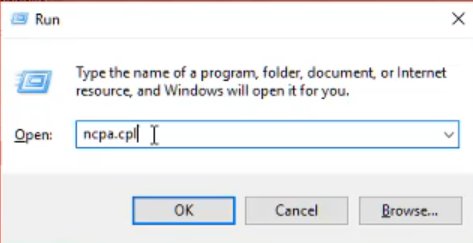 Run
Type the name of a program, folder, document, or Internet
resource, and Windows will open it for you.
Open: ncpa.cpl
OK Cancel Browse...